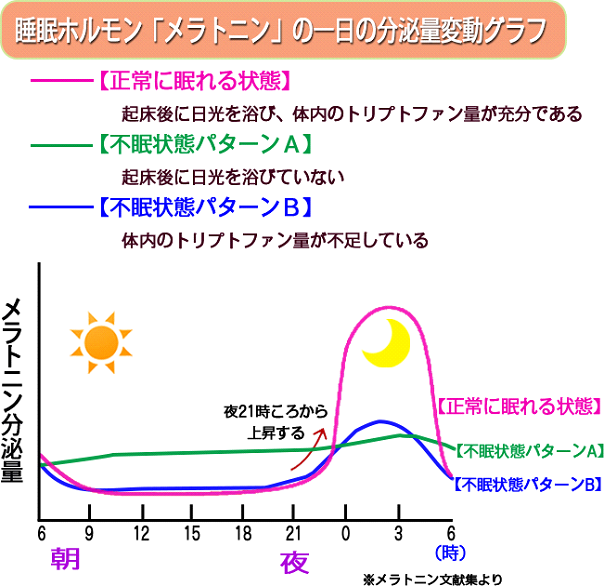 睡眠ホルモン「メラトニン」の一日の分泌量変動グラフ
【正常に眠れる状態】
起床後に日光を浴び、体内のトリプトファン量が充分である
【不眠状態パターンA】
起床後に日光を浴びていない
【不眠状態パターンB】
体内のトリプトファン量が不足している
メラトニン分泌量
夜21時ころから
上昇する
【正常に眠れる状態】
【不眠状態パターンA】
【不眠状態パターンB】
6 9 12 15 18 21 0 3 6
(時)
朝 夜
※メラトニン文献集より